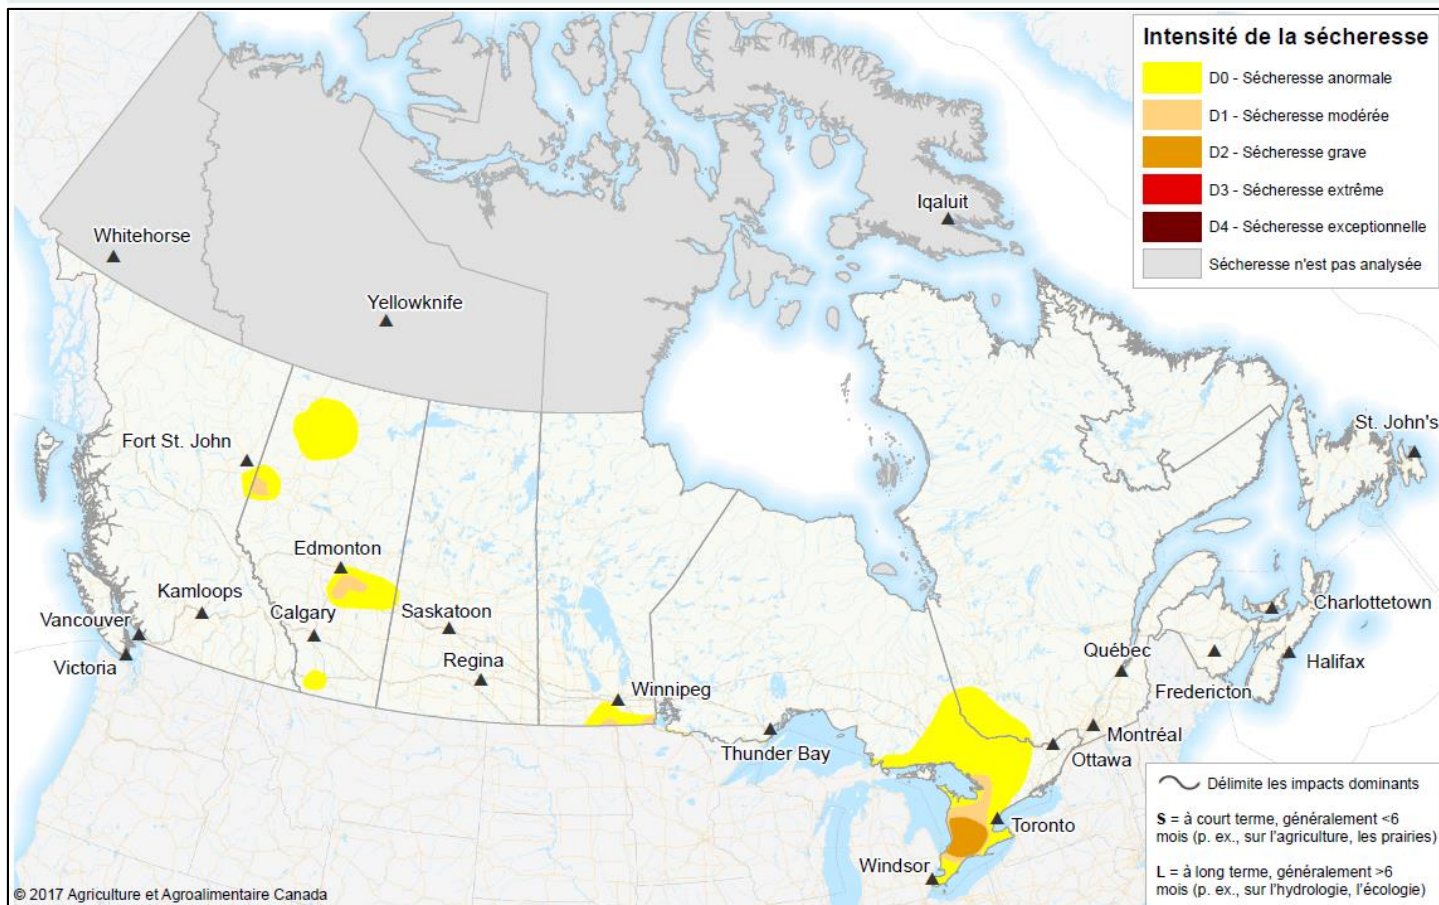 Intensité de la sécheresse
D0 - Sécheresse anormale
D1 - Sécheresse modérée
D2 - Sécheresse grave
D3 - Sécheresse extrême
D4 - Sécheresse exceptionnelle
Sécheresse n'est pas analysée
Iqaluit
Whitehorse
Yellowknife
St. John's
Fort St. John
Edmonton
Kamloops
Calgary
Saskatoon
Vancouver
Charlottetown
Victoria
Regina
Québec
Halifax
Winnipeg
Fredericton
Montréal
Thunder Bay
Ottawa
Toronto
Windsor
Délimite les impacts dominants
S = à court terme, généralement <6
mois (p. ex., sur l'agriculture, les prairies)
L = à long terme, généralement >6
mois (p. ex., sur l'hydrologie, l'écologie)
© 2017 Agriculture et Agroalimentaire Canada